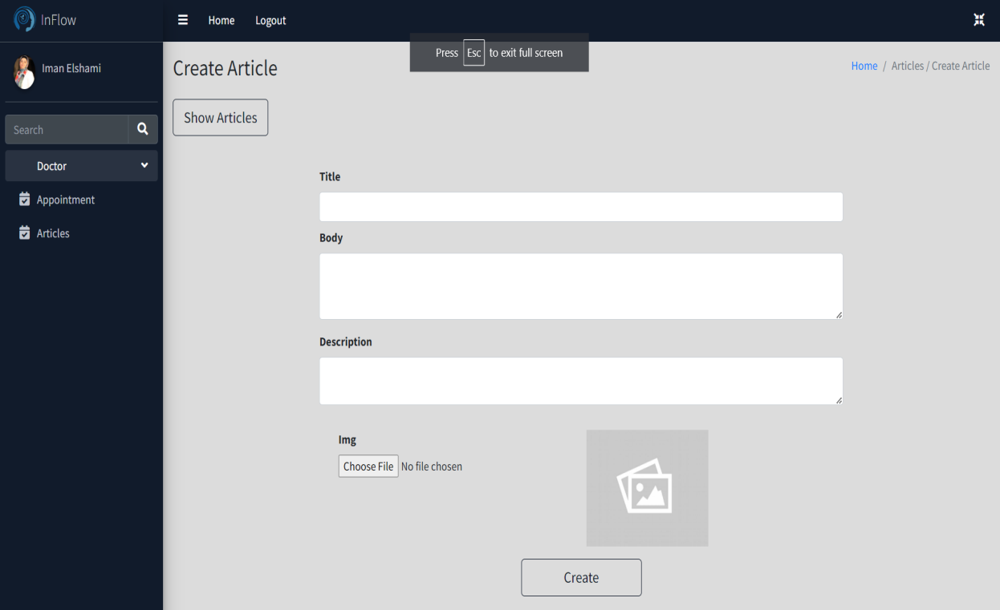 InFlow
Home Logout
Press Esc to exit full screen
Iman Elshami
Search
Doctor
Appointment
Articles
Create Article
Home / Articles / Create Article
Show Articles
Title
Body
Description
Img
Choose File No file chosen
Create